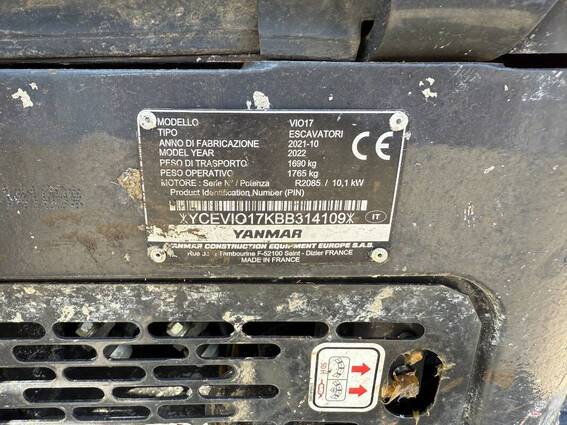 MODELLO VIO17
TIPO ESCAVATORI
ANNO DI FABRICAZIONE 2021-10
MODEL YEAR 2022
PESO DI TRASPORTO 1690 kg
PESO OPERATIVO 1765 kg
MOTORE : Serie N° / Potenza R2085 / 10,1 kW
Product Identification Number (PIN)
CE
XYCEVIO17KBB314109X
IT
YANMAR
YANMAR CONSTRUCTION EQUIPMENT EUROPE S.A.S.
Rue Tambourine F-52100 Saint - Dizier FRANCE
MADE IN FRANCE